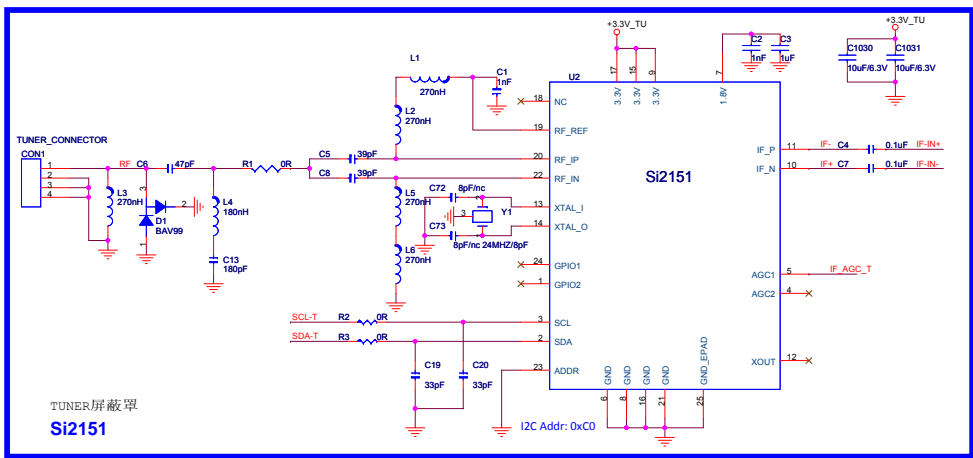 +3.3V_TU
+3.3V_TU
L1
270nH
C1
1nF
C2
1nF
C3
1uF
C1030
10uF/6.3V
C1031
10uF/6.3V
U2
17
15
9
7
3.3V
3.3V
3.3V
1.8V
18
NC
L2
270nH
19
RF_REF
TUNER_CONNECTOR
CON1
1
2
3
4
RF
C6
47pF
R1
0R
C5
39pF
20
RF_IP
C8
39pF
22
RF_IN
Si2151
IF_P
11
IF-
C4
0.1uF
IF-IN+
IF_N
10
IF+
C7
0.1uF
IF-IN-
L3
270nH
3
2
1
D1
BAV99
L4
180nH
C13
180pF
L5
270nH
C72
8pF/nc
13
XTAL_I
2
3
Y1
14
XTAL_O
C73
8pF/nc
24MHZ/8pF
L6
270nH
24
GPIO1
1
GPIO2
AGC1
5
IF_AGC_T
AGC2
4
SCL-T
R2
0R
3
SCL
SDA-T
R3
0R
2
SDA
XOUT
12
C19
33pF
C20
33pF
23
ADDR
GND
GND
GND
GND
GND_EPAD
6
8
16
21
25
TUNER屏蔽罩
Si2151
I2C Addr: 0xC0